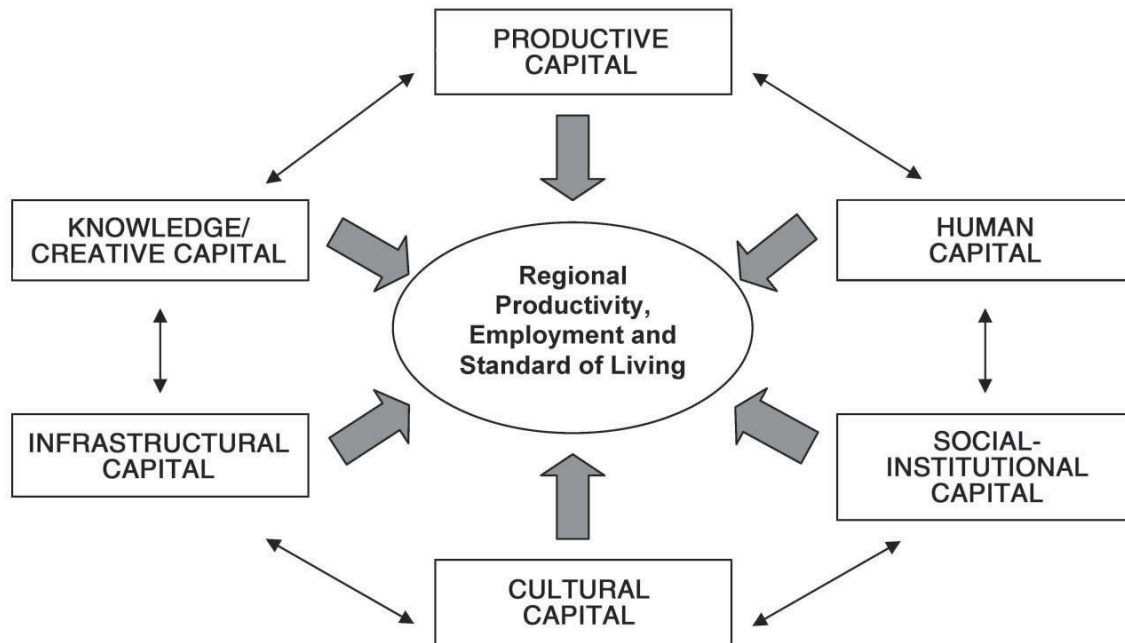 PRODUCTIVE
CAPITAL
KNOWLEDGE/
CREATIVE CAPITAL
HUMAN
CAPITAL
Regional
Productivity,
Employment and
Standard of Living
INFRASTRUCTURAL
CAPITAL
SOCIAL-
INSTITUTIONAL
CAPITAL
CULTURAL
CAPITAL